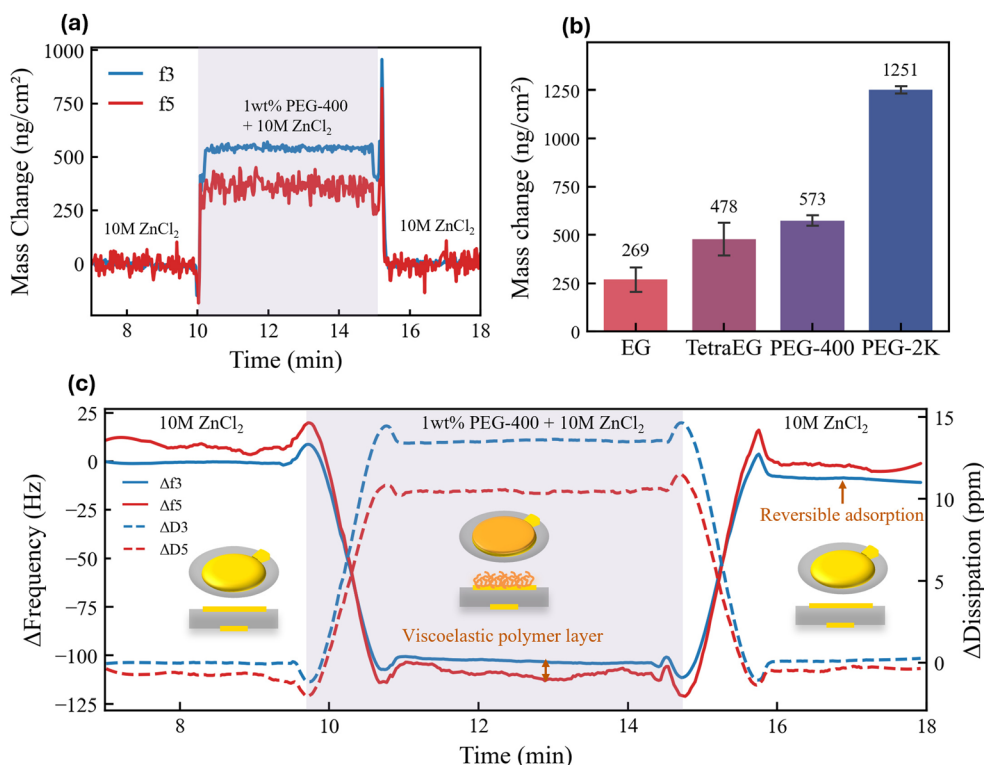 (a)
1000
750
500
250
0
Mass Change (ng/cm²)
f3
f5
1wt% PEG-400
+ 10M ZnCl₂
10M ZnCl₂
10M ZnCl₂
8
10
12
14
16
18
Time (min)
(b)
1250
1000
750
500
250
0
Mass change (ng/cm²)
269
478
573
1251
EG
TetraEG
PEG-400
PEG-2K
(c)
25
0
−25
−50
−75
−100
−125
ΔFrequency (Hz)
10M ZnCl₂
1wt% PEG-400 + 10M ZnCl₂
10M ZnCl₂
Δf3
Δf5
ΔD3
ΔD5
Viscoelastic polymer layer
Reversible adsorption
15
10
5
0
ΔDissipation (ppm)
8
10
12
14
16
18
Time (min)